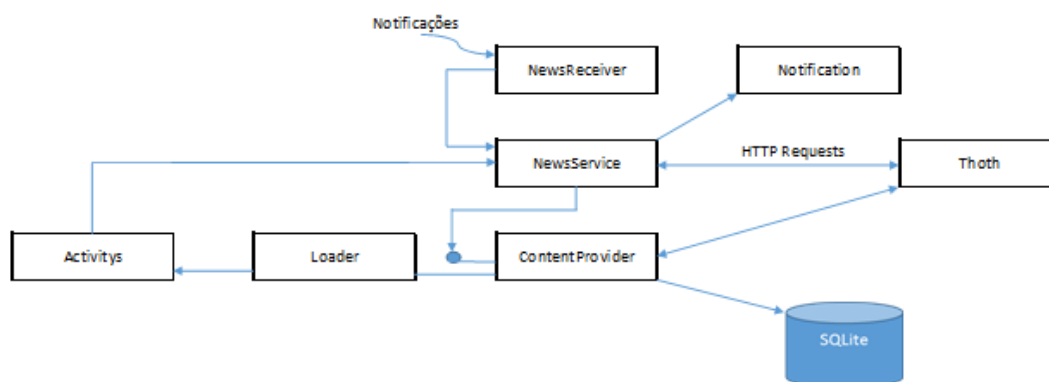 Notificações
NewsReceiver
Notification
NewsService
HTTP Requests
Thoth
Activitys
Loader
ContentProvider
SQLite